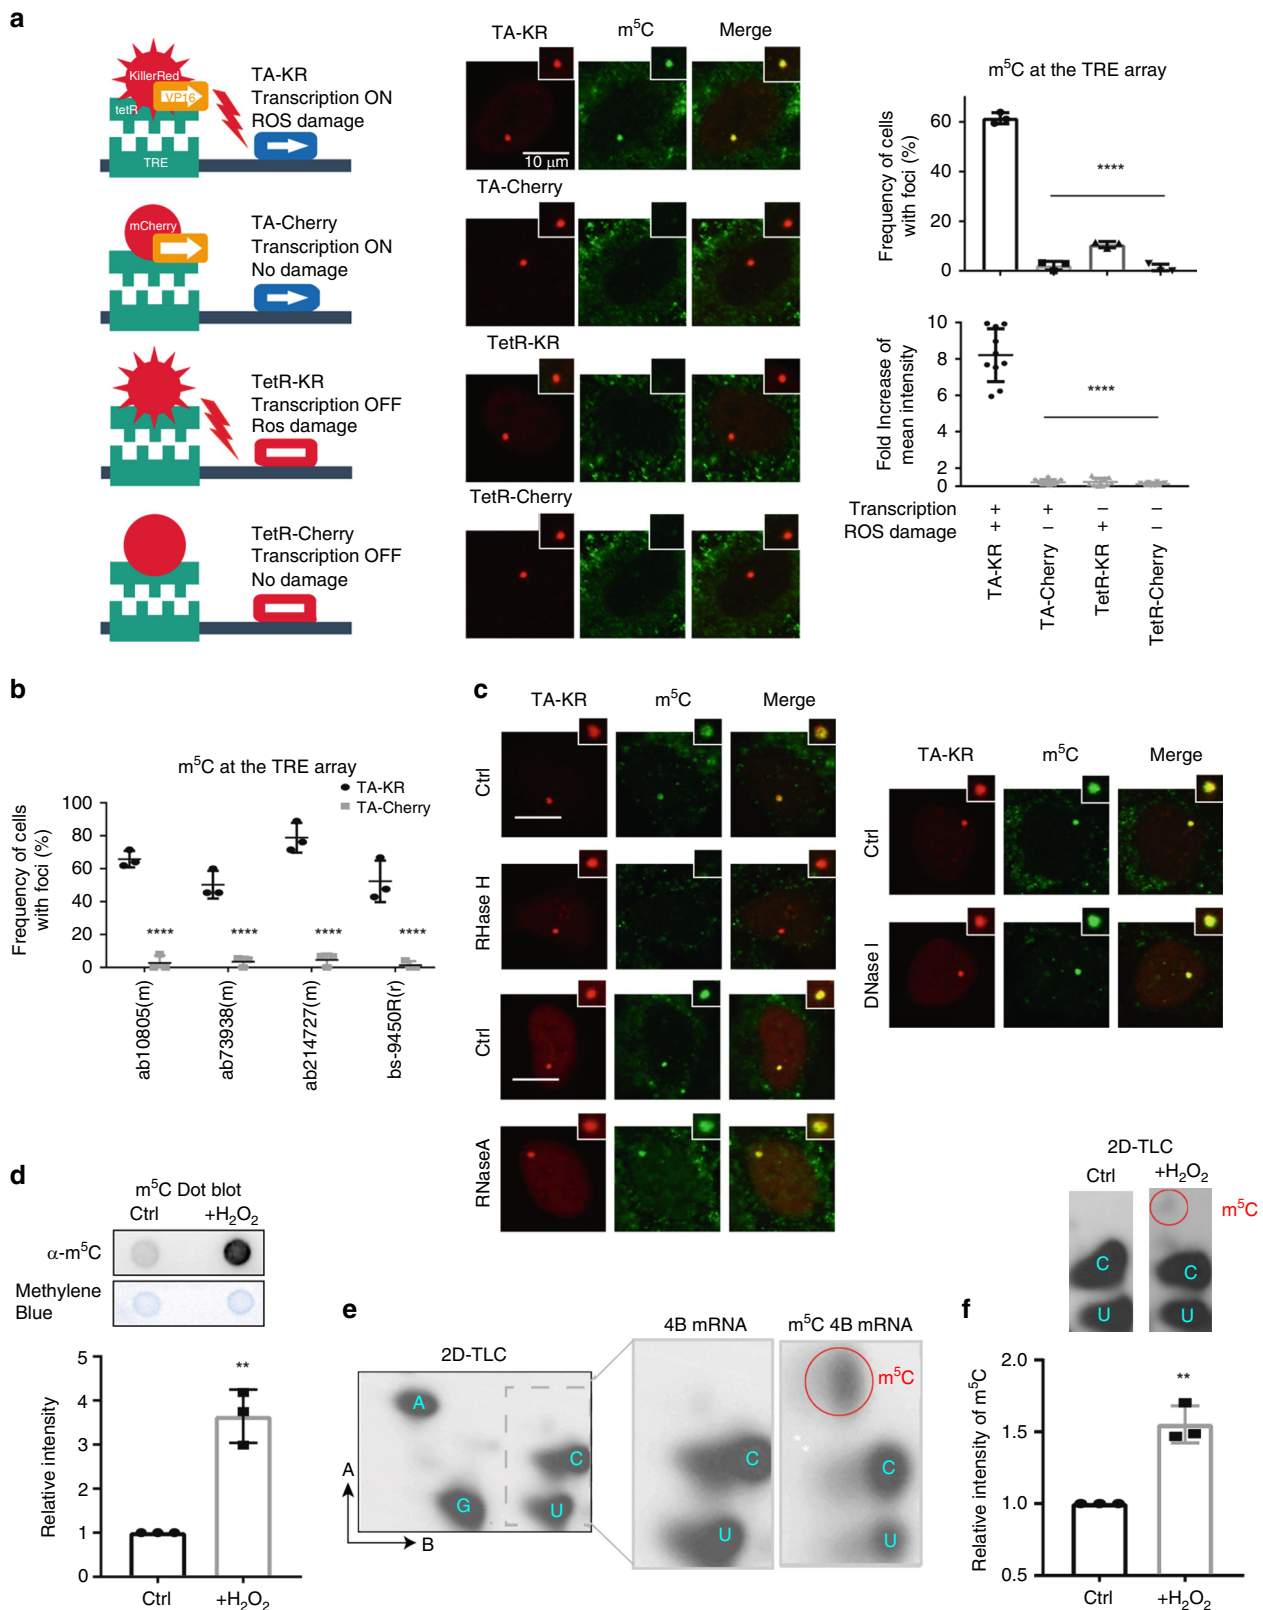 a
KillerRed
VP16
tetR
TRE
TA-KR
Transcription ON
ROS damage
mCherry
TA-Cherry
Transcription ON
No damage
TetR-KR
Transcription OFF
Ros damage
TetR-Cherry
Transcription OFF
No damage
TA-KR
m⁵C
Merge
10 µm
TA-Cherry
TetR-KR
TetR-Cherry
m⁵C at the TRE array
Frequency of cells
with foci (%)
60
40
20
0
****
Fold Increase of
mean intensity
10
8
6
4
2
0
****
Transcription + + – –
ROS damage + – + –
TA-KR
TA-Cherry
TetR-KR
TetR-Cherry
b
m⁵C at the TRE array
TA-KR
TA-Cherry
Frequency of cells
with foci (%)
100
80
60
40
20
0
**** **** **** ****
ab10805(m)
ab73938(m)
ab214727(m)
bs-9450R(r)
c
TA-KR
m⁵C
Merge
Ctrl
RHase H
Ctrl
RNaseA
TA-KR
m⁵C
Merge
Ctrl
DNase I
d
m⁵C Dot blot
Ctrl
+H₂O₂
α-m⁵C
Methylene
Blue
Relative intensity
5
4
3
2
1
0
**
Ctrl
+H₂O₂
e
2D-TLC
A
C
G
U
A
B
4B mRNA
C
U
m⁵C 4B mRNA
m⁵C
*
*
C
U
f
2D-TLC
Ctrl
+H₂O₂
m⁵C
C
C
U
U
Relative intensity of m⁵C
2.0
1.5
1.0
0.5
**
Ctrl
+H₂O₂